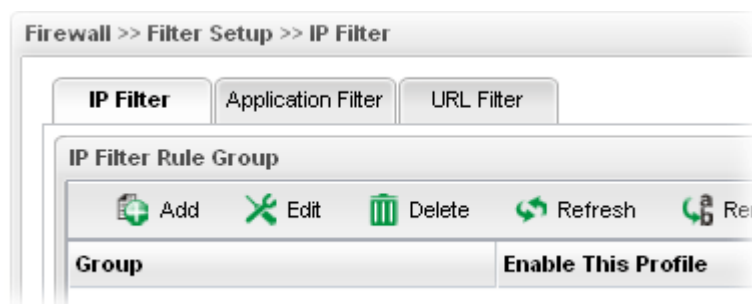 Firewall >> Filter Setup >> IP Filter
IP Filter Application Filter URL Filter
IP Filter Rule Group
Add Edit Delete Refresh
Group Enable This Profile